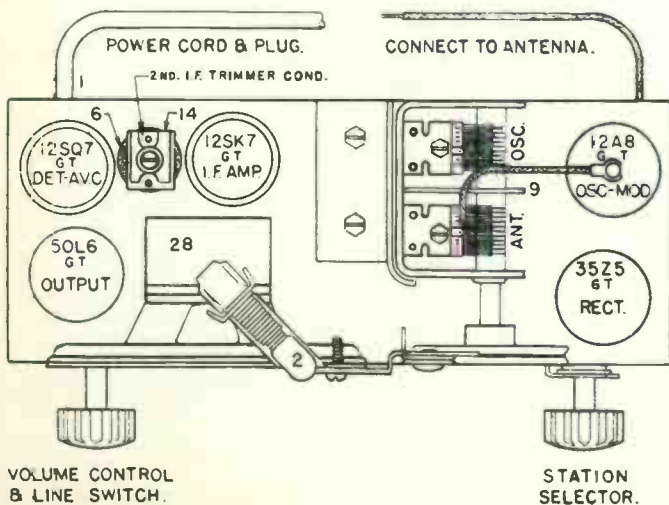 POWER CORD & PLUG.
CONNECT TO ANTENNA.
1
2ND. I.F. TRIMMER COND.
6
14
12SQ7
GT
DET-A.V.C
12SK7
GT
I.F. AMP.
OSC.
12A8
G T
OSC-MOD
9
ANT.
50L6
GT
OUTPUT
28
35Z5
GT
RECT.
2
VOLUME CONTROL
& LINE SWITCH.
STATION
SELECTOR.